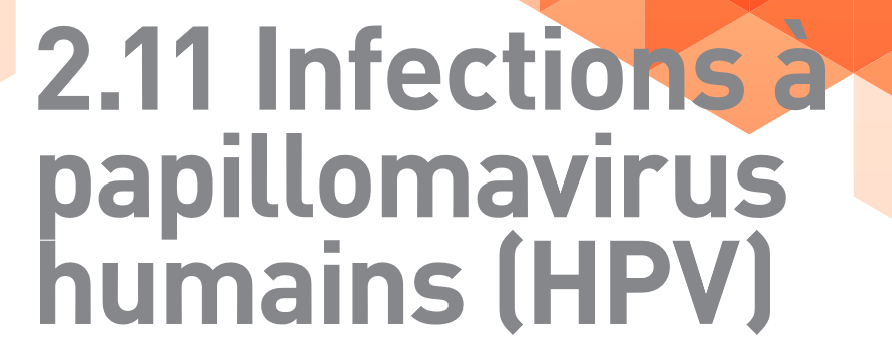 2.11 Infections à
papillomavirus
humains (HPV)